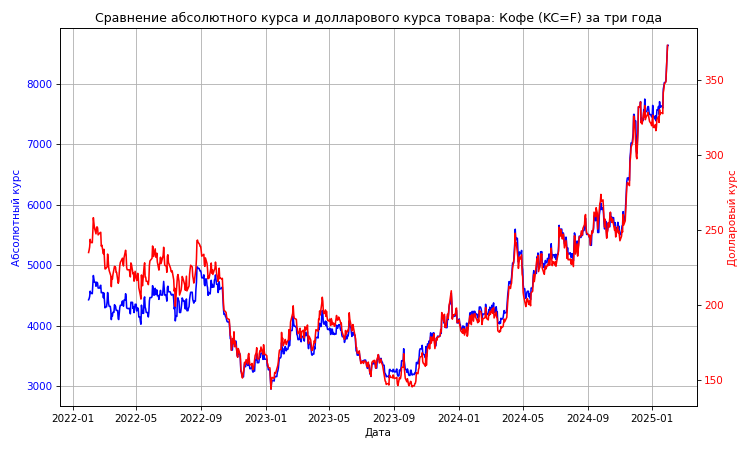 Сравнение абсолютного курса и долларового курса товара: Кофе (KC=F) за три года
Абсолютный курс
8000
7000
6000
5000
4000
3000
350
300
250
200
150
Долларовый курс
2022-01 2022-05 2022-09 2023-01 2023-05 2023-09 2024-01 2024-05 2024-09 2025-01
Дата